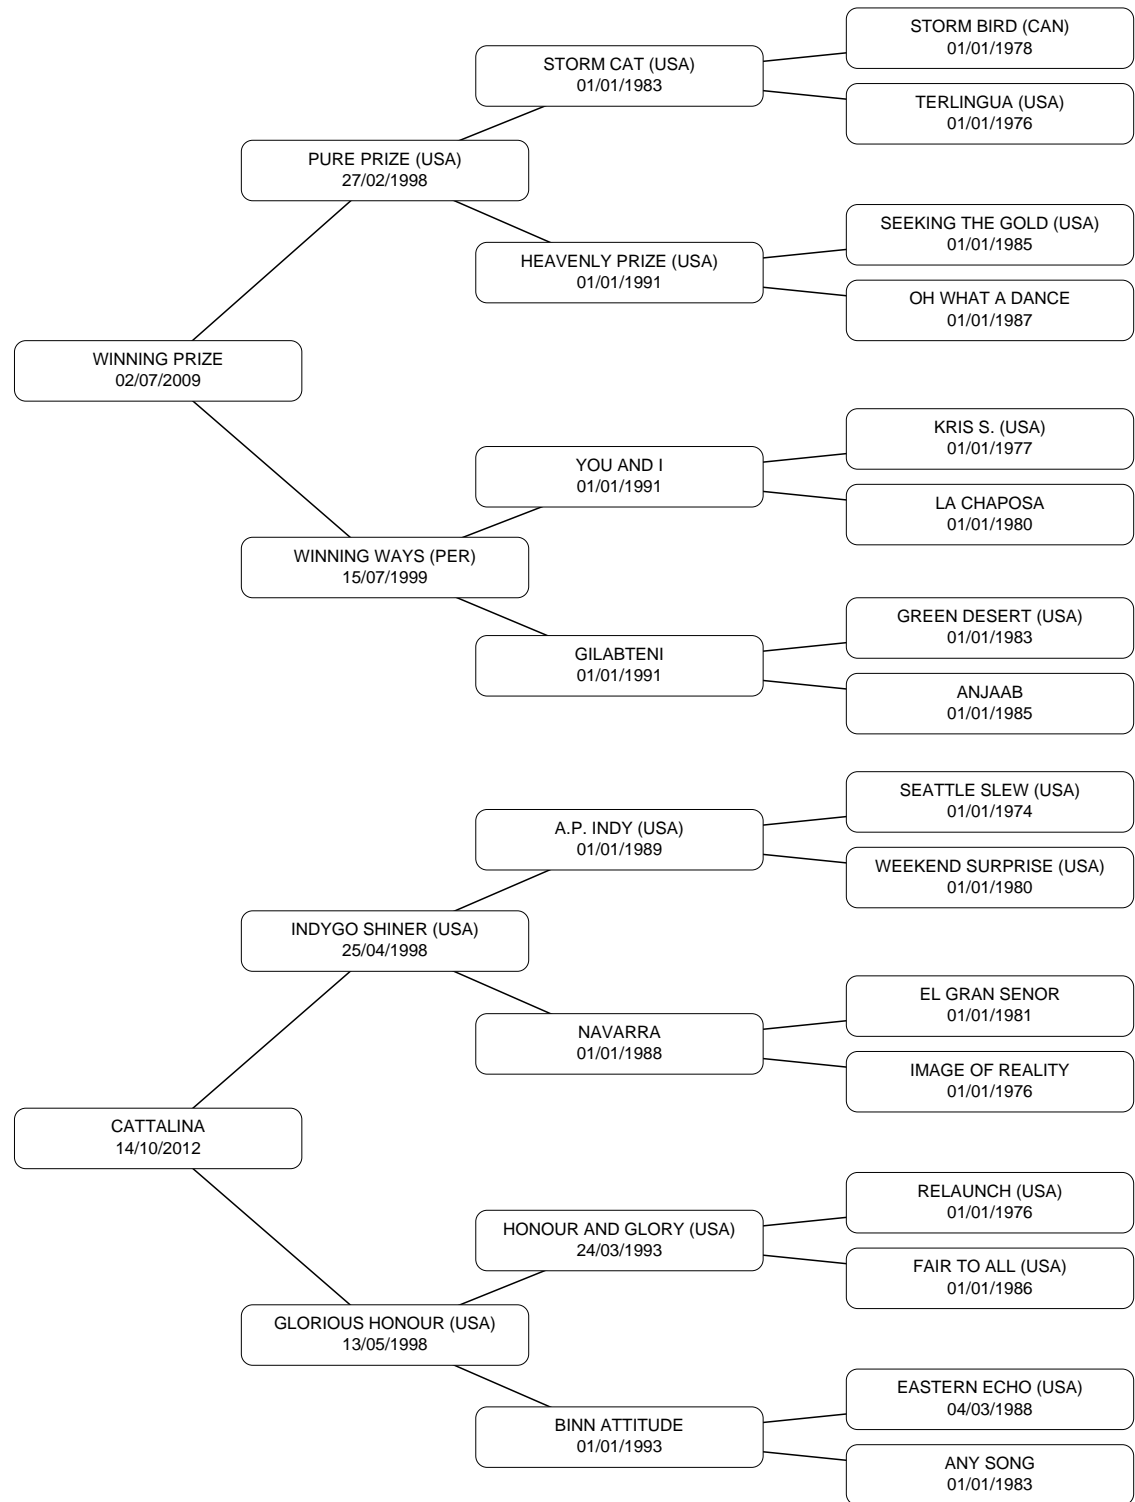 STORM BIRD (CAN)
01/01/1978
STORM CAT (USA)
01/01/1983
TERLINGUA (USA)
01/01/1976
PURE PRIZE (USA)
27/02/1998
SEEKING THE GOLD (USA)
01/01/1985
HEAVENLY PRIZE (USA)
01/01/1991
OH WHAT A DANCE
01/01/1987
WINNING PRIZE
02/07/2009
KRIS S. (USA)
01/01/1977
YOU AND I
01/01/1991
LA CHAPOSA
01/01/1980
WINNING WAYS (PER)
15/07/1999
GREEN DESERT (USA)
01/01/1983
GILABTENI
01/01/1991
ANJAAB
01/01/1985
SEATTLE SLEW (USA)
01/01/1974
A.P. INDY (USA)
01/01/1989
WEEKEND SURPRISE (USA)
01/01/1980
INDYGO SHINER (USA)
25/04/1998
EL GRAN SENOR
01/01/1981
NAVARRA
01/01/1988
IMAGE OF REALITY
01/01/1976
CATTALINA
14/10/2012
RELAUNCH (USA)
01/01/1976
HONOUR AND GLORY (USA)
24/03/1993
FAIR TO ALL (USA)
01/01/1986
GLORIOUS HONOUR (USA)
13/05/1998
EASTERN ECHO (USA)
04/03/1988
BINN ATTITUDE
01/01/1993
ANY SONG
01/01/1983